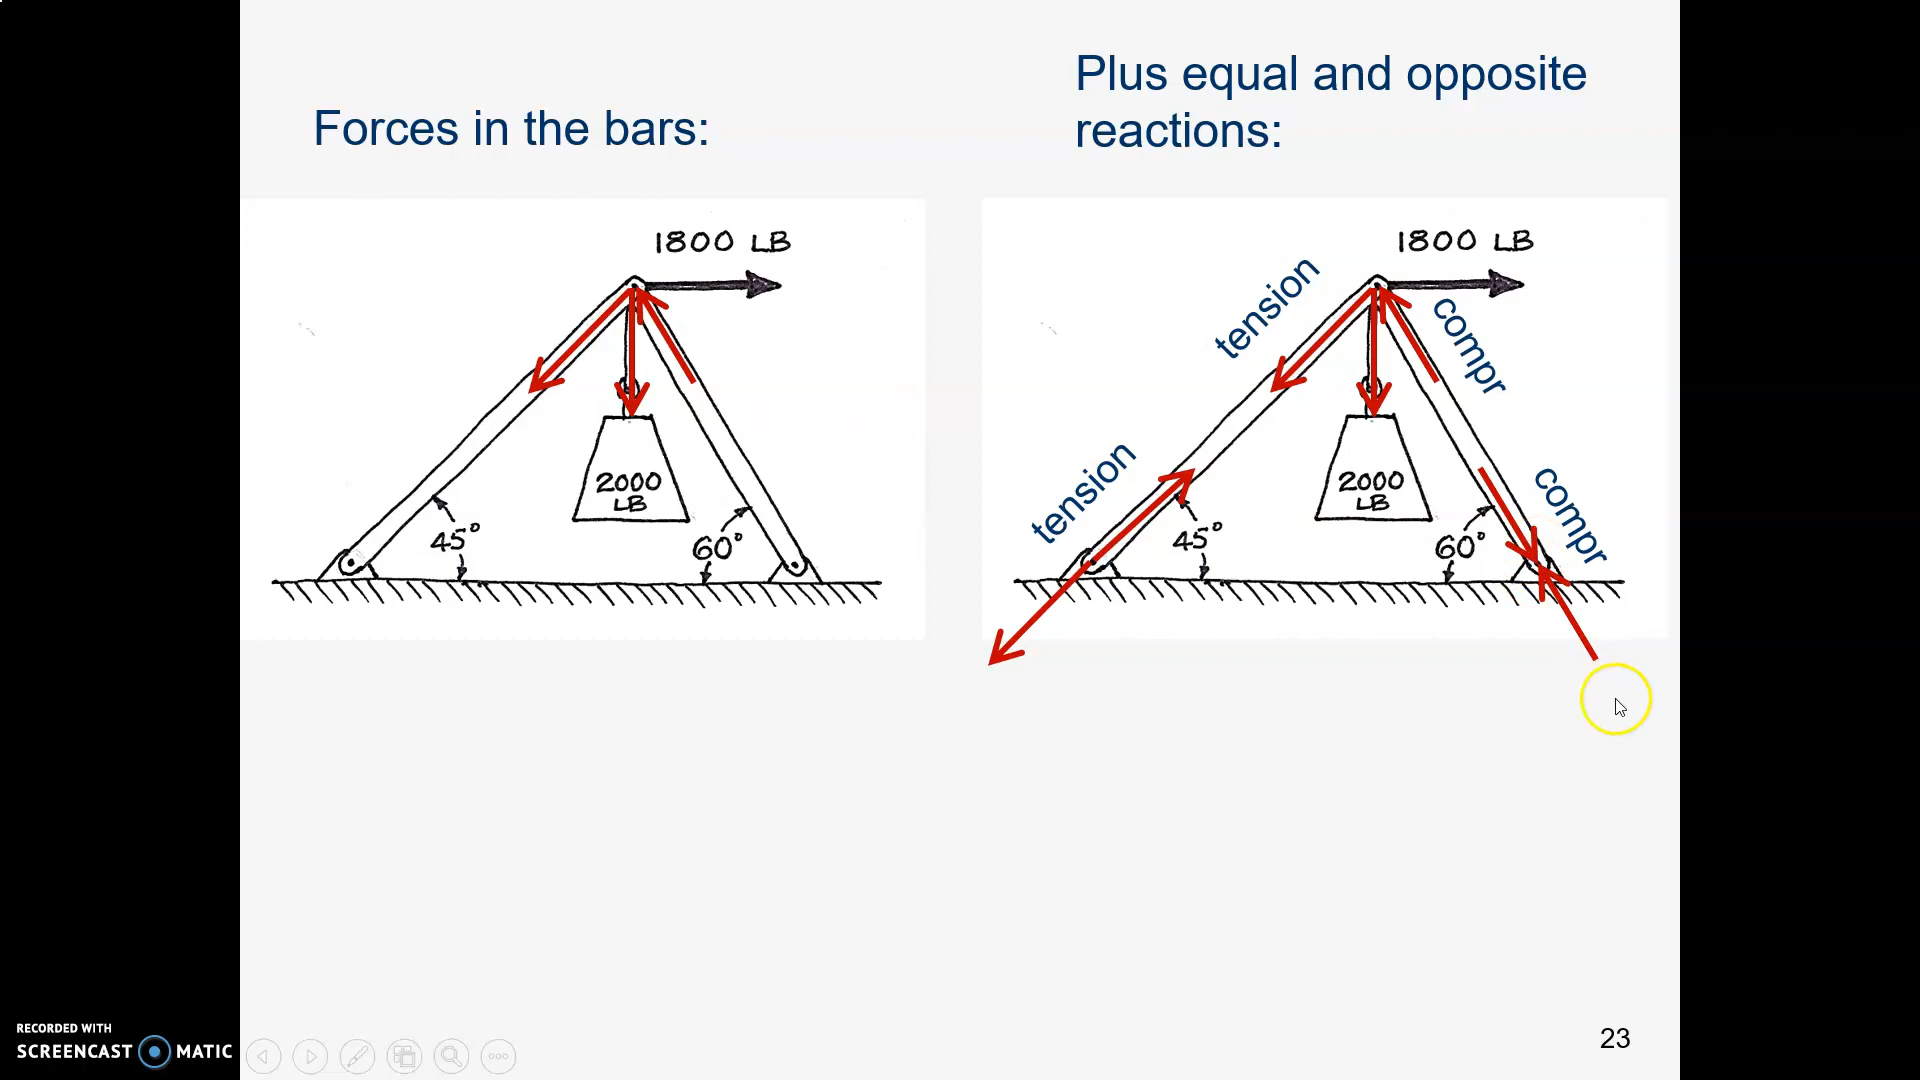 Forces in the bars:
Plus equal and opposite
reactions:
1800 LB
2000
LB
45°
60°
1800 LB
tension
compr
tension
compr
2000
LB
45°
60°
23
RECORDED WITH
SCREENCAST MATIC